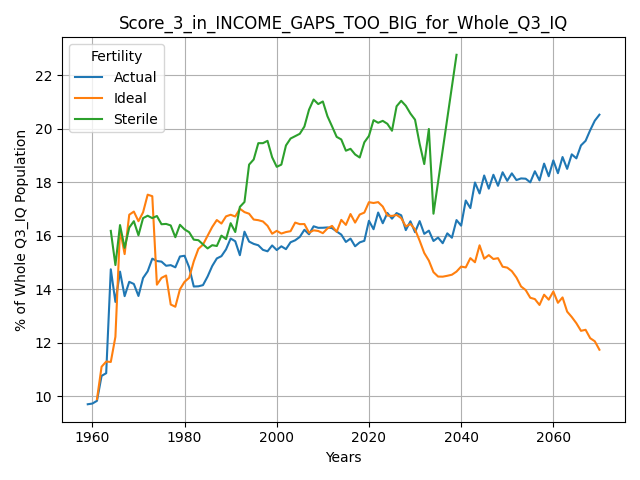 Score_3_in_INCOME_GAPS_TOO_BIG_for_Whole_Q3_IQ
Fertility
Actual
Ideal
Sterile
% of Whole Q3_IQ Population
22
20
18
16
14
12
10
1960 1980 2000 2020 2040 2060
Years